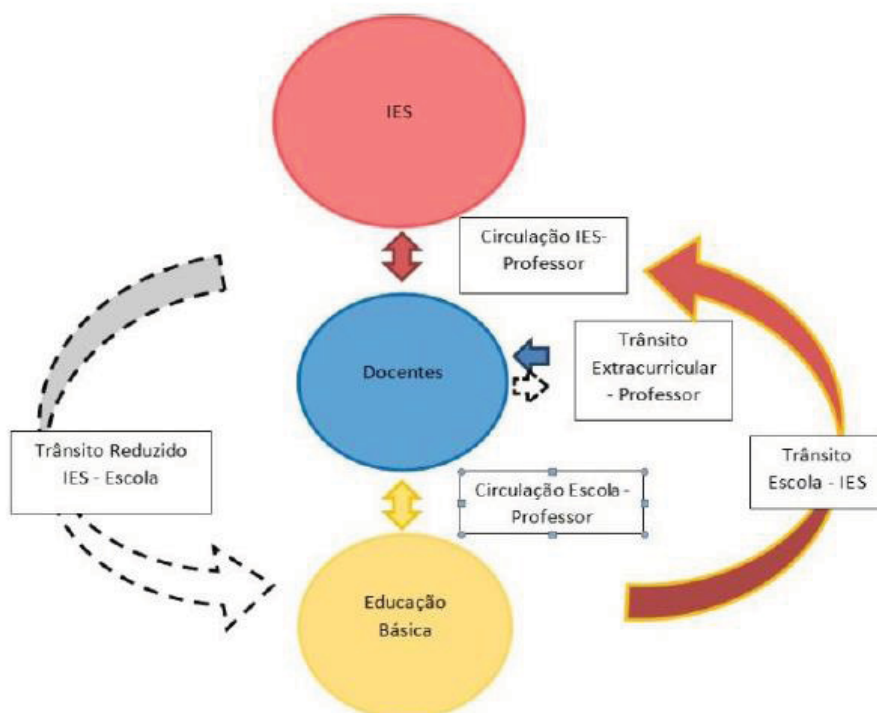 IES
Circulação IES-
Professor
Docentes
Trânsito
Extracurricular
- Professor
Trânsito Reduzido
IES - Escola
Circulação Escola -
Professor
Trânsito
Escola - IES
Educação
Básica